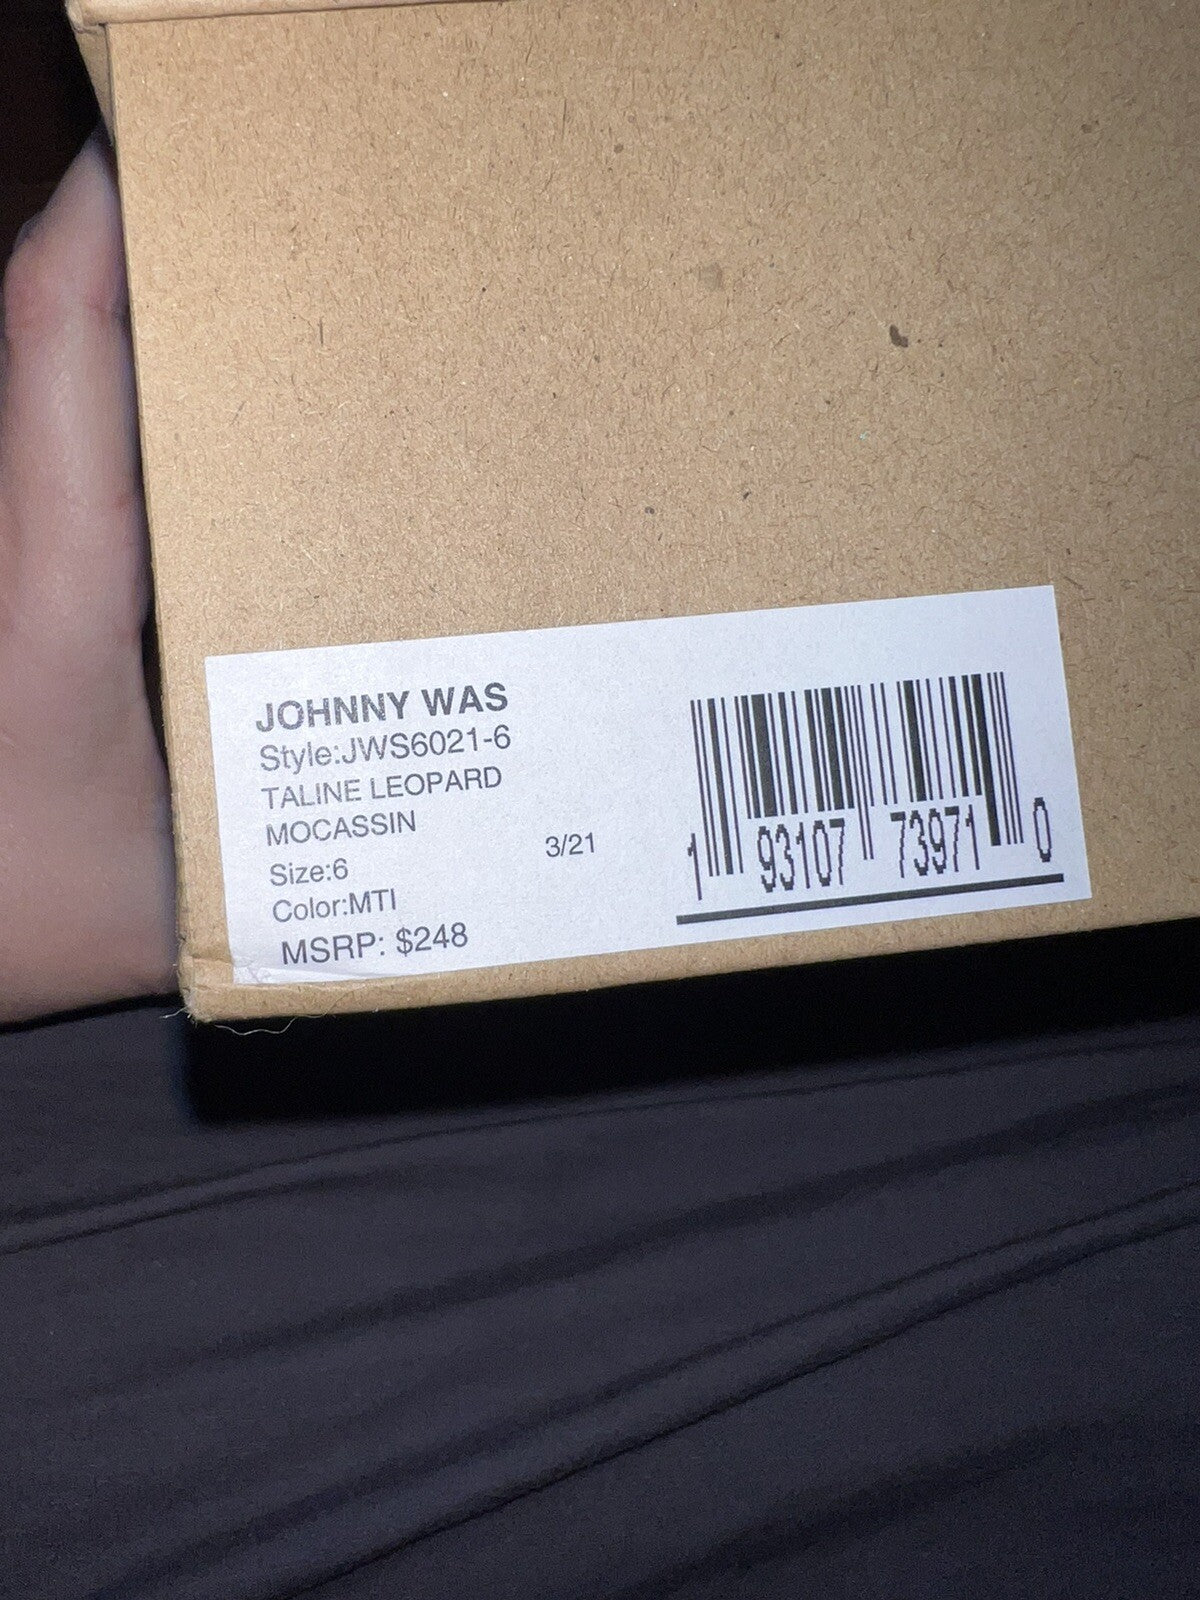 JOHNNY WAS
Style:JWS6021-6
TALINE LEOPARD
MOCASSIN
3/21
Size:6
Color:MTI
MSRP: $248
1 93107 73971 0